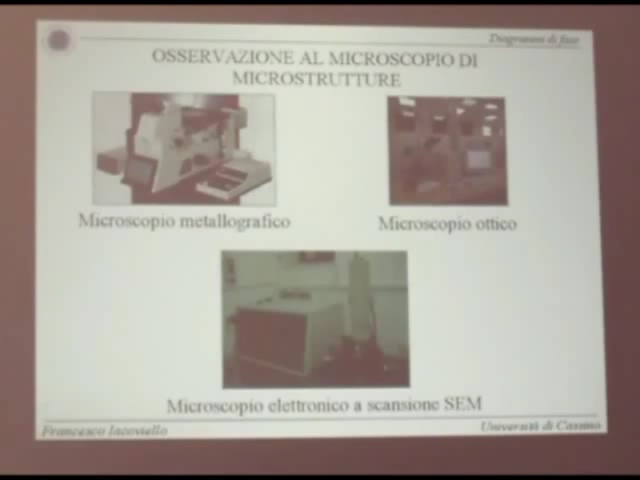 Diagrammi di fase
OSSERVAZIONE AL MICROSCOPIO DI
MICROSTRUTTURE
Microscopio metallografico
Microscopio ottico
Microscopio elettronico a scansione SEM
Francesco Iacoviello
Università di Cassino